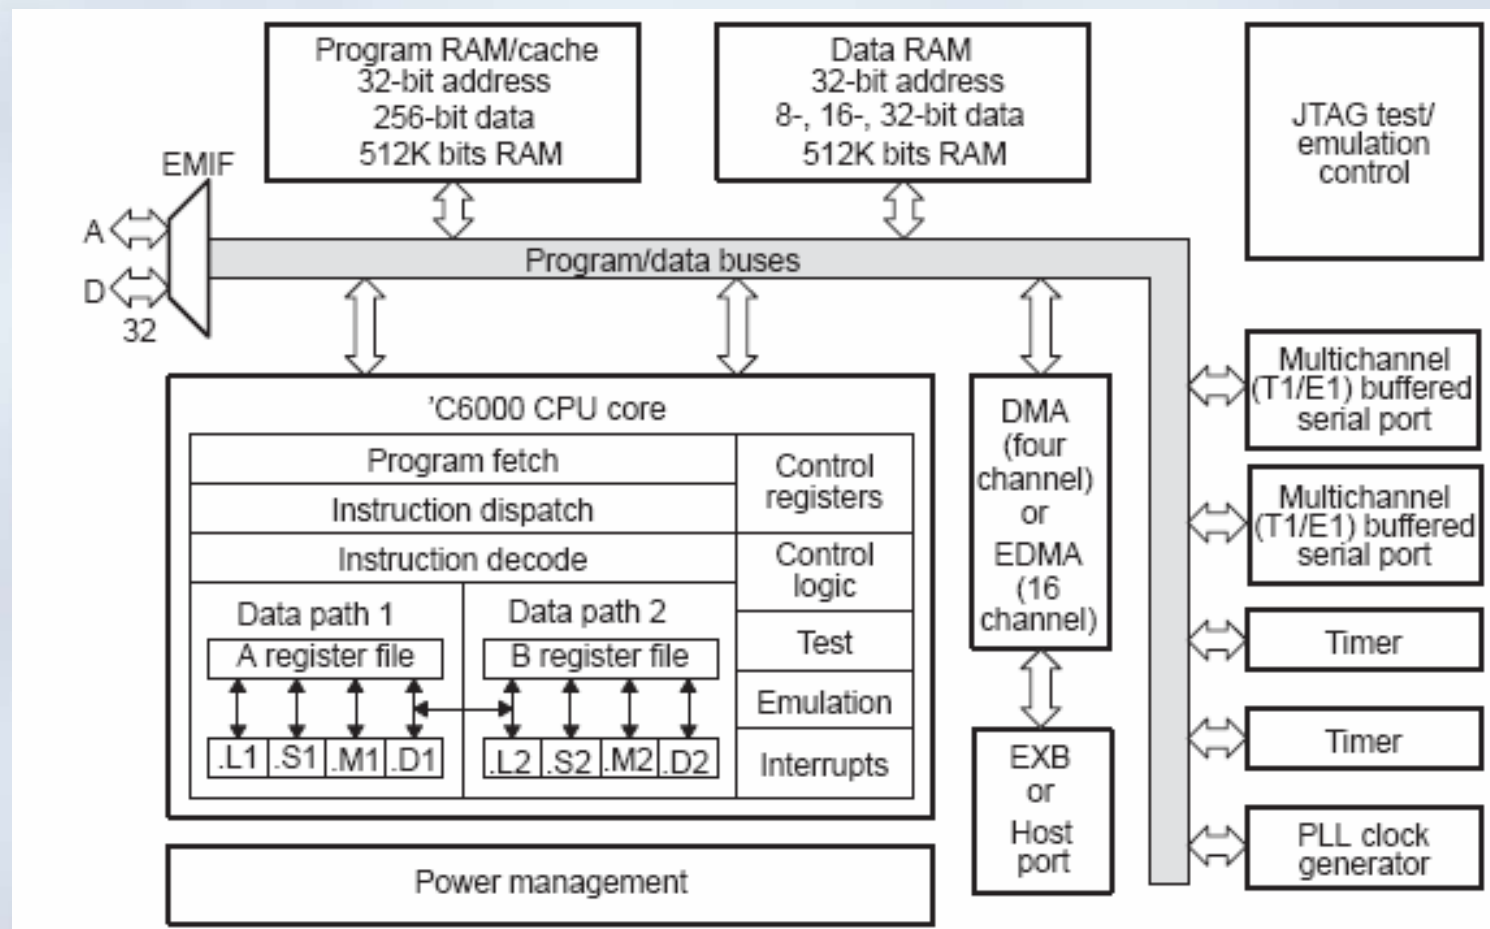 Program RAM/cache
32-bit address
256-bit data
512K bits RAM
Data RAM
32-bit address
8-, 16-, 32-bit data
512K bits RAM
JTAG test/
emulation
control
EMIF
A
D
32
Program/data buses
'C6000 CPU core
Program fetch
Instruction dispatch
Instruction decode
Control
registers
Control
logic
Test
Emulation
Interrupts
Data path 1
A register file
.L1 .S1 .M1 .D1
Data path 2
B register file
.L2 .S2 .M2 .D2
Power management
DMA
(four
channel)
or
EDMA
(16
channel)
EXB
or
Host
port
Multichannel
(T1/E1) buffered
serial port
Multichannel
(T1/E1) buffered
serial port
Timer
Timer
PLL clock
generator